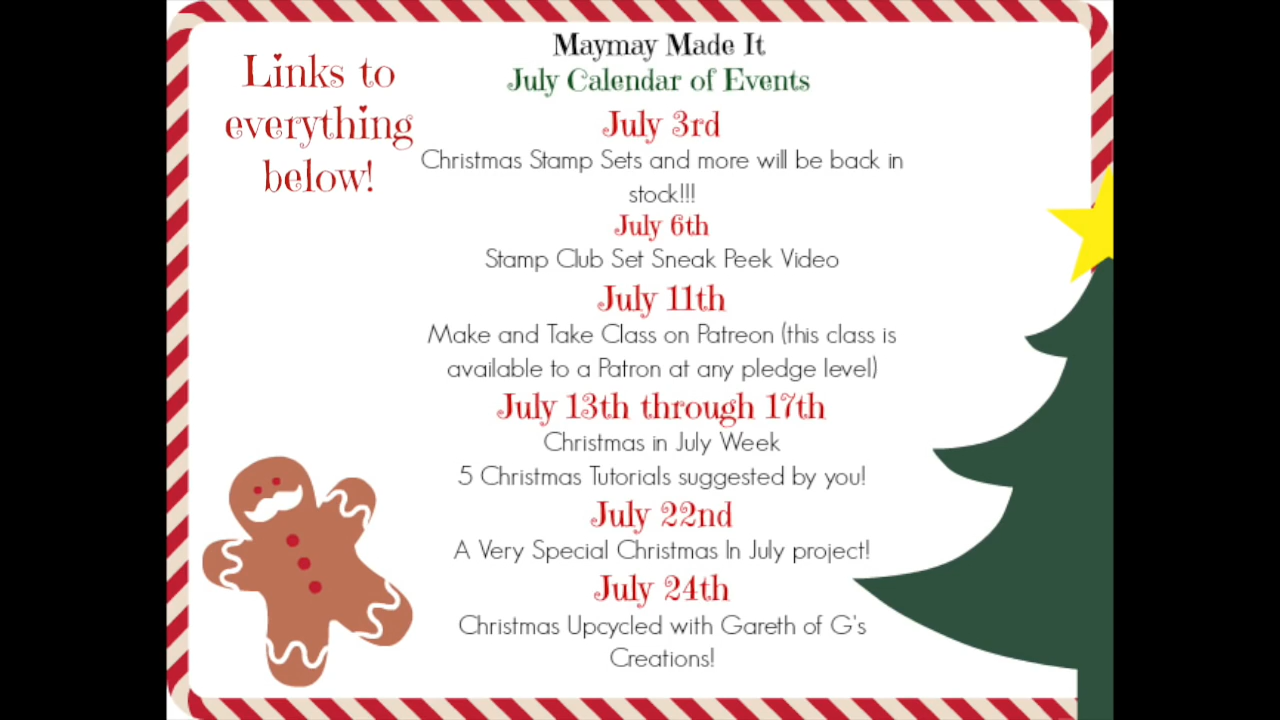 Links to
everything
below!
Maymay Made It
July Calendar of Events
July 3rd
Christmas Stamp Sets and more will be back in
stock!!!
July 6th
Stamp Club Set Sneak Peek Video
July 11th
Make and Take Class on Patreon (this class is
available to a Patron at any pledge level)
July 13th through 17th
Christmas in July Week
5 Christmas Tutorials suggested by you!
July 22nd
A Very Special Christmas In July project!
July 24th
Christmas Upcycled with Gareth of G's
Creations!